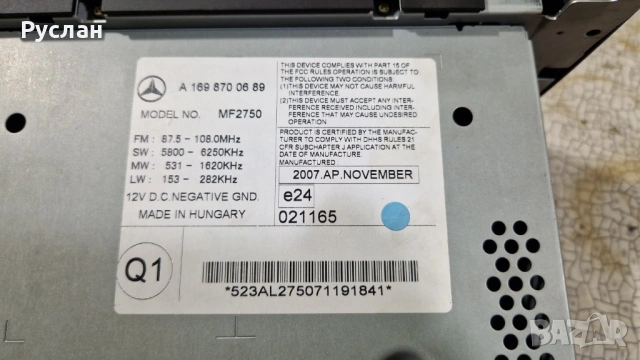 Руслан
A 169 870 06 89
MODEL NO. MF2750
FM : 87.5 - 108.0MHz
SW : 5800 - 6250KHz
MW : 531 - 1620KHz
LW : 153 - 282KHz
12V D.C. NEGATIVE GND.
MADE IN HUNGARY
THIS DEVICE COMPLIES WITH PART 15 OF
THE FCC RULES OPERATION IS SUBJECT TO
THE FOLLOWING TWO CONDITIONS:
(1)THIS DEVICE MAY NOT CAUSE HARMFUL
INTERFERENCE.
(2)THIS DEVICE MUST ACCEPT ANY INTER-
FERENCE RECEIVED INCLUDING INTER-
FERENCE THAT MAY CAUSE UNDESIRED
OPERATION.
PRODUCT IS CERTIFIED BY THE MANUFAC-
TURER TO COMPLY WITH DHHS RULES 21
CFR SUBCHAPTER J APPLICATION AT THE
DATE OF MANUFACTURE.
MANUFACTURED
2007.AP.NOVEMBER
e24
021165
Q1
*523AL275071191841*
BAZAR